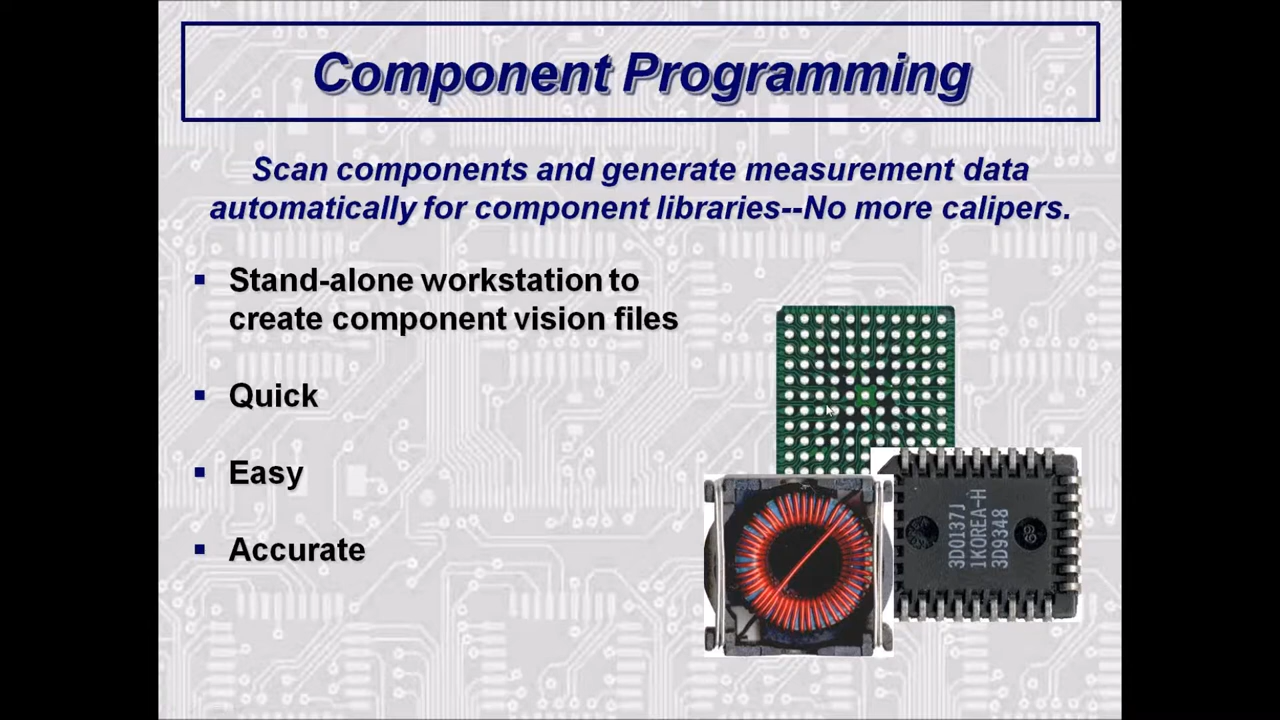 Component Programming
Scan components and generate measurement data
automatically for component libraries--No more calipers.
Stand-alone workstation to
create component vision files
Quick
Easy
Accurate
3D0137J
1KOREA-H
3D9348
69